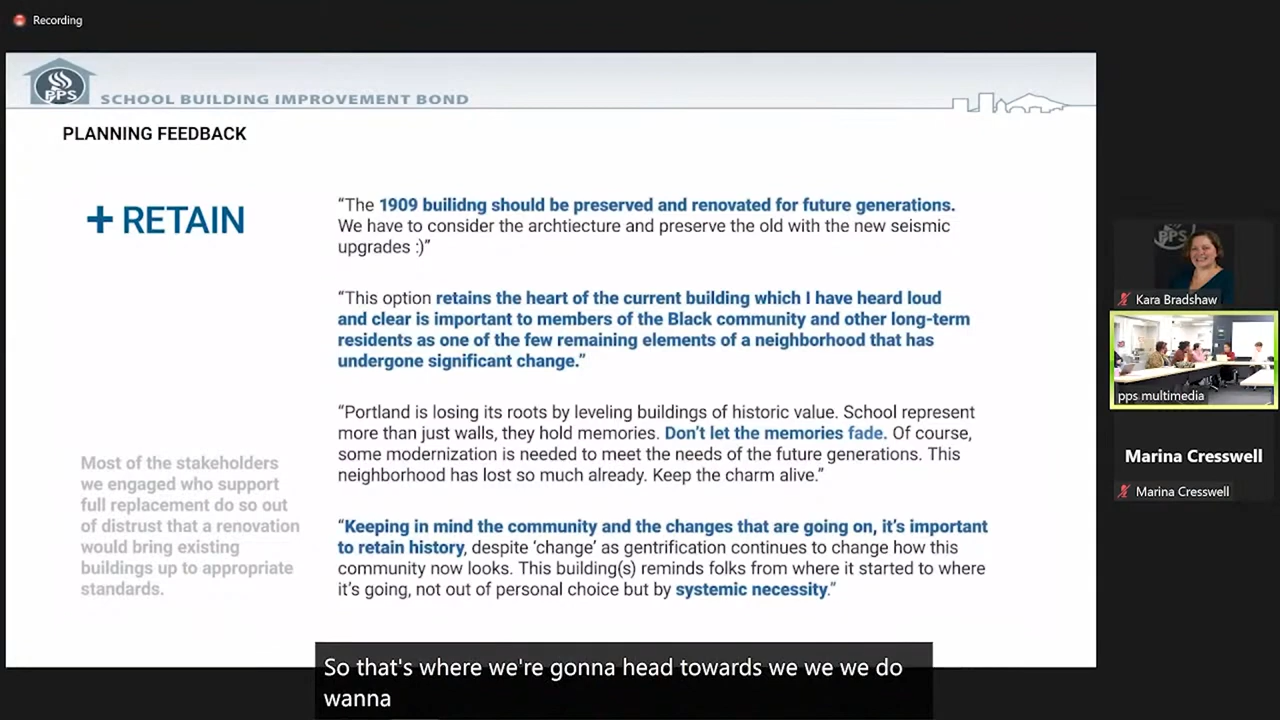 Recording
PPS
SCHOOL BUILDING IMPROVEMENT BOND
PLANNING FEEDBACK
+ RETAIN
“The 1909 builidng should be preserved and renovated for future generations.
We have to consider the archtiecture and preserve the old with the new seismic
upgrades :)”
“This option retains the heart of the current building which I have heard loud
and clear is important to members of the Black community and other long-term
residents as one of the few remaining elements of a neighborhood that has
undergone significant change.”
“Portland is losing its roots by leveling buildings of historic value. School represent
more than just walls, they hold memories. Don’t let the memories fade. Of course,
some modernization is needed to meet the needs of the future generations. This
neighborhood has lost so much already. Keep the charm alive.”
“Keeping in mind the community and the changes that are going on, it’s important
to retain history, despite ‘change’ as gentrification continues to change how this
community now looks. This building(s) reminds folks from where it started to where
it’s going, not out of personal choice but by systemic necessity.”
Most of the stakeholders
we engaged who support
full replacement do so out
of distrust that a renovation
would bring existing
buildings up to appropriate
standards.
PPS
Kara Bradshaw
pps multimedia
Marina Cresswell
Marina Cresswell
So that's where we're gonna head towards we we we do
wanna